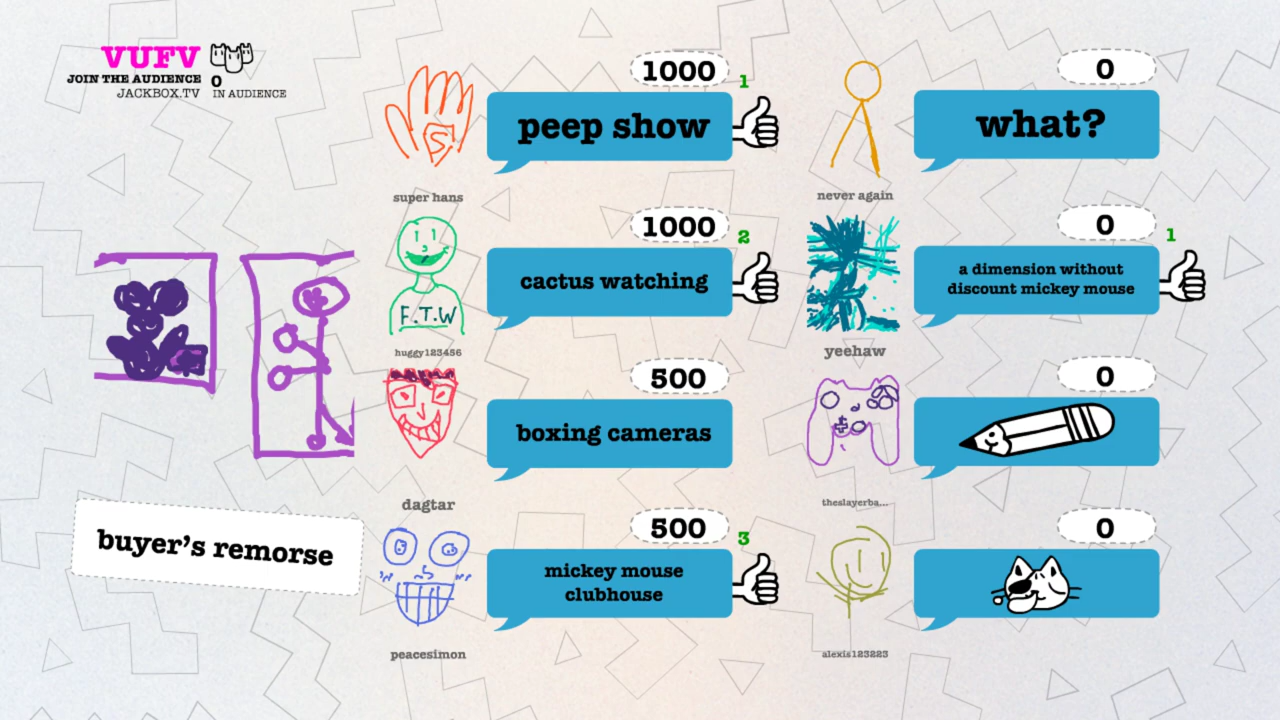 VUFV
JOIN THE AUDIENCE
JACKBOX.TV
0
IN AUDIENCE
1000
1
peep show
super hans
0
what?
never again
1000
2
F.T.W
cactus watching
huggy123456
0
1
a dimension without
discount mickey mouse
yeehaw
500
boxing cameras
dagtar
0
theslayerba...
buyer's remorse
500
3
mickey mouse
clubhouse
peacesimon
0
alexis123223